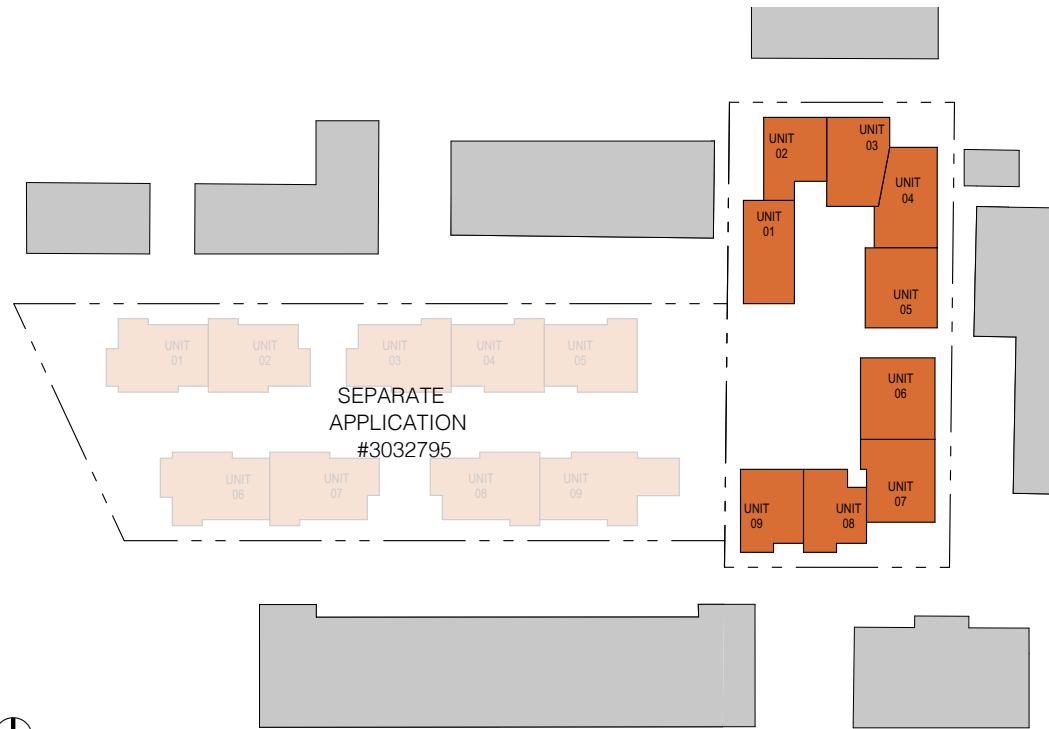 UNIT
02
UNIT
03
UNIT
04
UNIT
01
UNIT
05
UNIT
06
UNIT
07
UNIT
08
UNIT
09
UNIT
01
UNIT
02
UNIT
03
UNIT
04
UNIT
05
SEPARATE
APPLICATION
#3032795
UNIT
06
UNIT
07
UNIT
08
UNIT
09